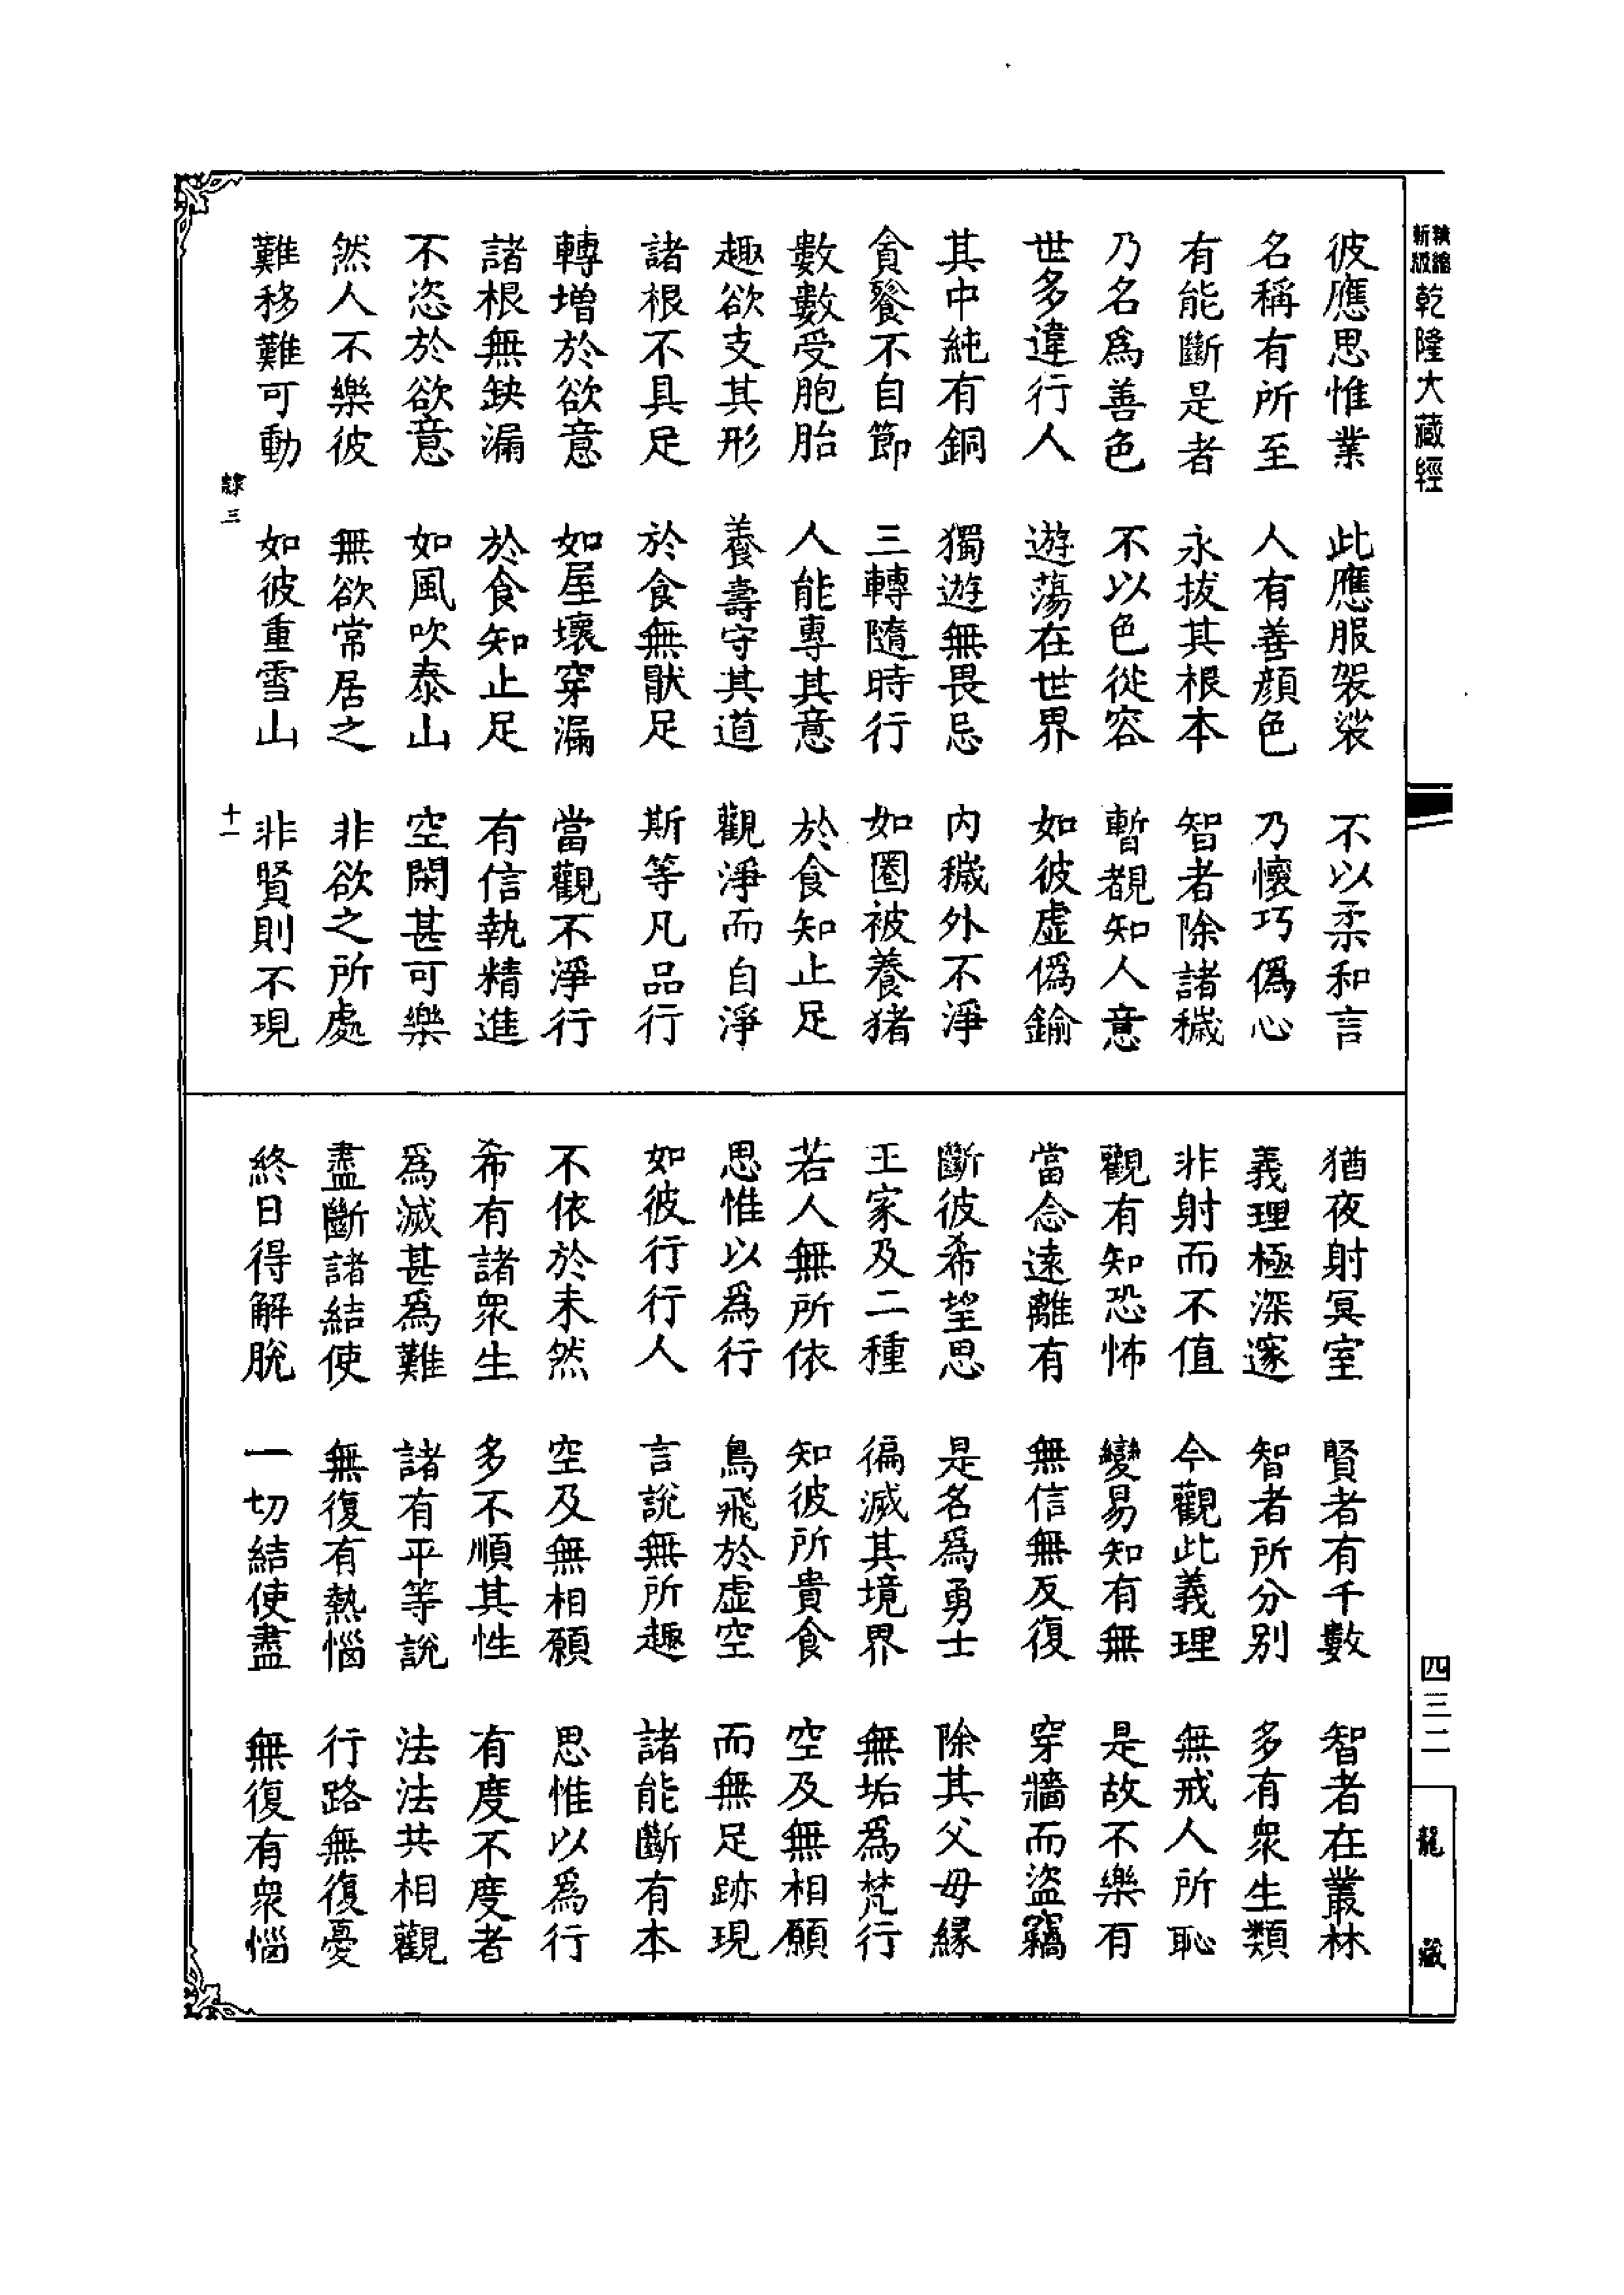 精縮新版乾隆大藏經
彼應思惟業　此應服袈裟　不以柔和言
名稱有所至　人有善顏色　乃懷巧偽心
有能斷是者　永拔其根本　智者除諸穢
乃名爲善色　不以色從容　暫覩知人意
世多違行人　遊蕩在世界　如彼虛偽鍮
其中純有銅　獨遊無畏忌　内穢外不淨
貪餮不自節　三轉隨時行　如圈被養猪
數數受胞胎　人能專其意　於食知止足
趣欲支其形　養壽守其道　觀淨而自淨
諸根不具足　於食無猒足　斯等凡品行
轉增於欲意　如屋壞穿漏　當觀不淨行
諸根無缺漏　於食知止足　有信執精進
不恣於欲意　如風吹泰山　空閑甚可樂
然人不樂彼　無欲常居之　非欲之所處
難移難可動　如彼重雪山　非賢則不現
隸三　十一
猶夜射冥室　賢者有千數　智者在叢林
義理極深邃　智者所分别　多有衆生類
非射而不值　今觀此義理　無戒人所恥
觀有知恐怖　變易知有無　是故不樂有
當念遠離有　無信無反復　穿牆而盜竊
斷彼希望思　是名爲勇士　除其父母緣
王家及二種　徧滅其境界　無垢爲梵行
若人無所依　知彼所貴食　空及無相願
思惟以爲行　鳥飛於虛空　而無足跡現
如彼行行人　言說無所趣　諸能斷有本
不依於未然　空及無相願　思惟以爲行
希有諸衆生　多不順其性　有度不度者
爲滅甚爲難　諸有平等說　法法共相觀
盡斷諸結使　無復有熱惱　行路無復憂
終日得解脫　一切結使盡　無復有衆惱
四三二
龍藏